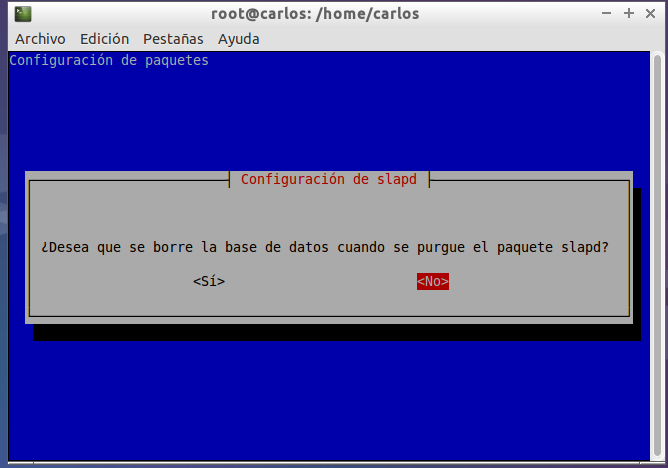 root@carlos: /home/carlos
Archivo Edición Pestañas Ayuda
Configuración de paquetes
Configuración de slapd
¿Desea que se borre la base de datos cuando se purgue el paquete slapd?
<Sí> <No>